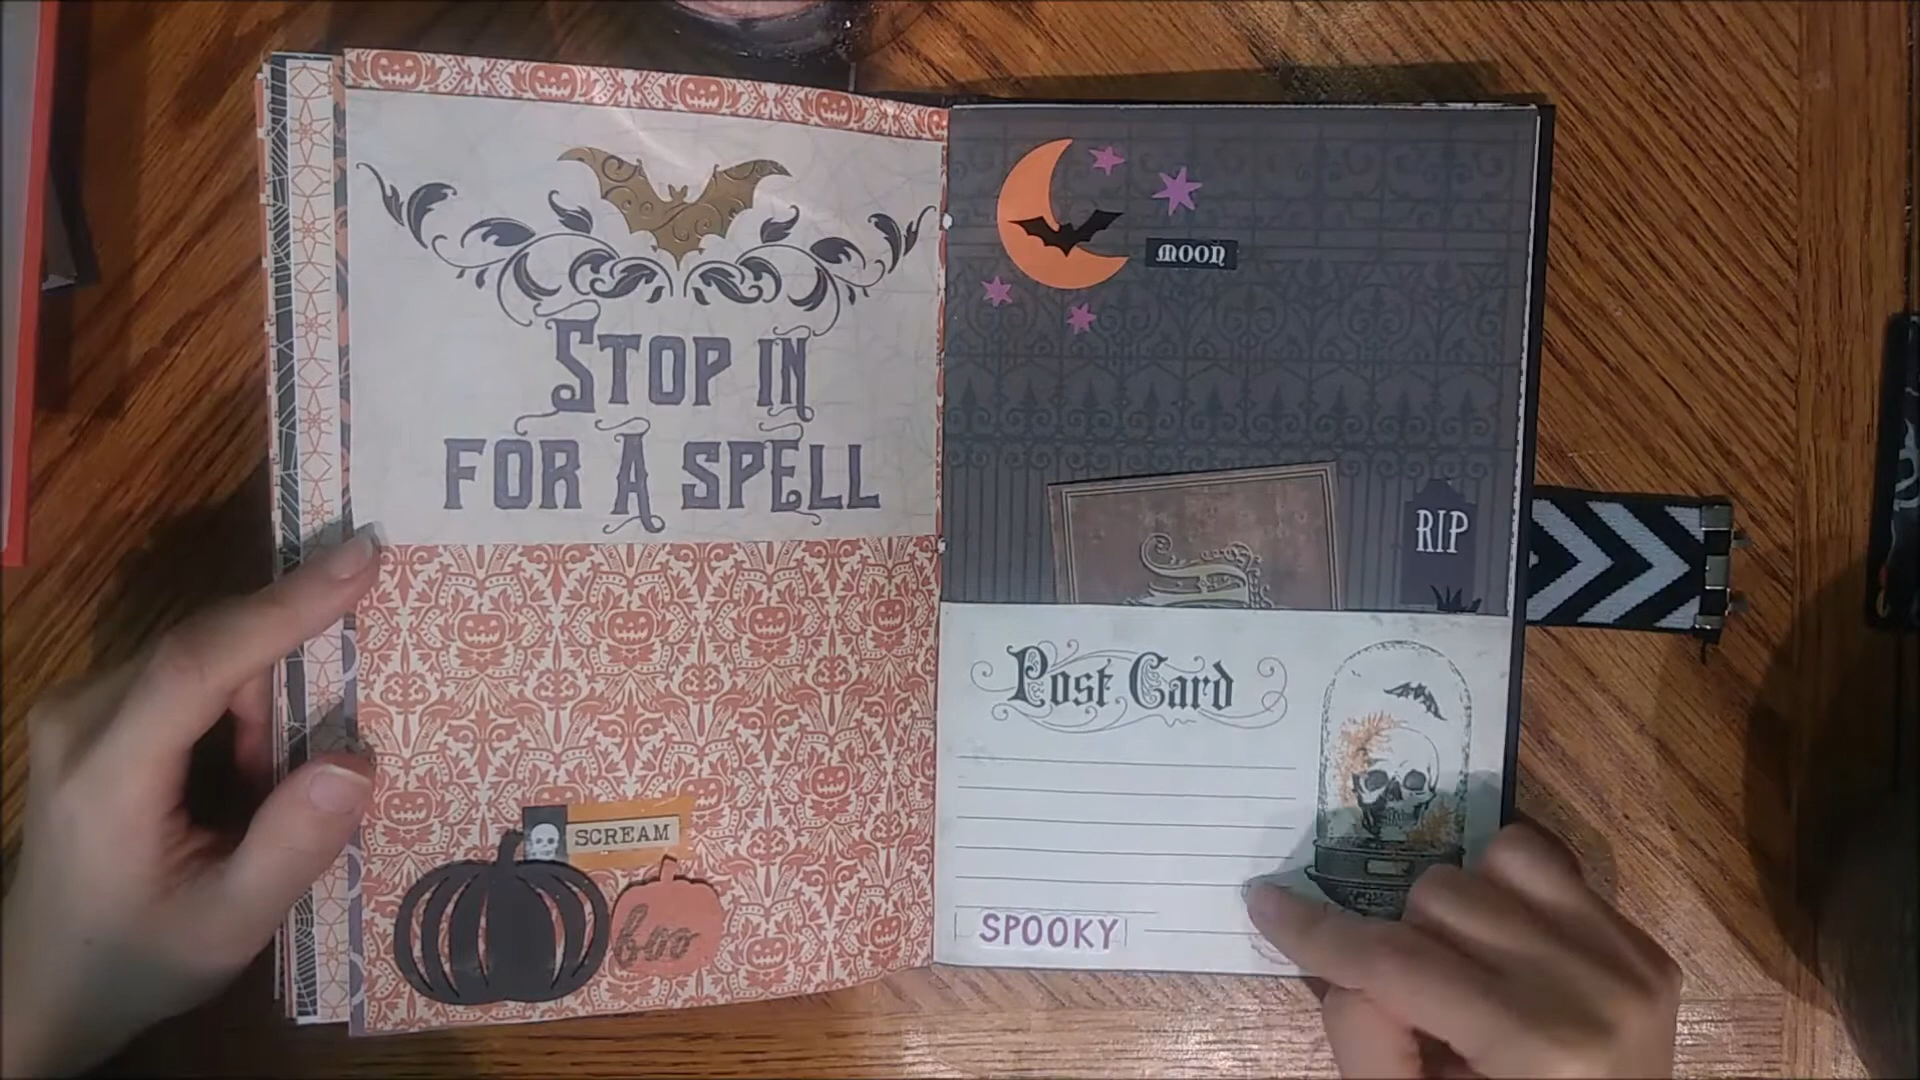 STOP IN
FOR A SPELL
SCREAM
boo
MOON
RIP
Post Card
SPOOKY